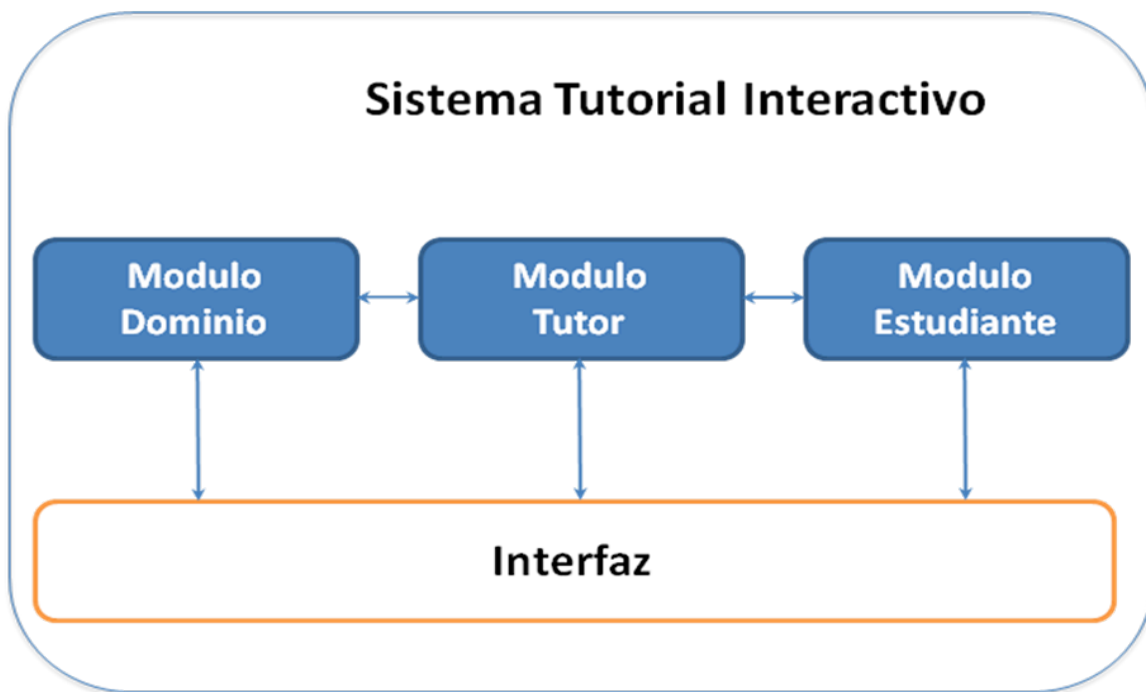 Sistema Tutorial Interactivo
Modulo
Dominio
Modulo
Tutor
Modulo
Estudiante
Interfaz